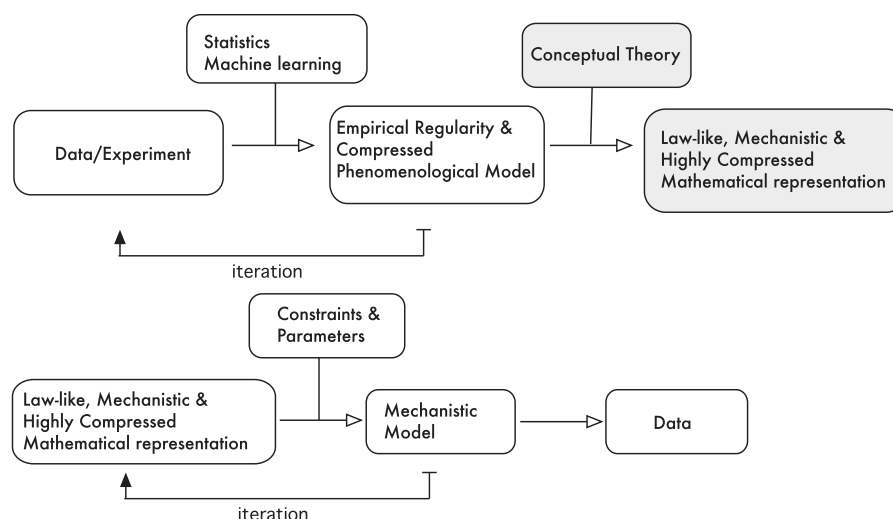 Statistics
Machine learning
Conceptual Theory
Data/Experiment
Empirical Regularity &
Compressed
Phenomenological Model
Law-like, Mechanistic &
Highly Compressed
Mathematical representation
iteration
Constraints &
Parameters
Law-like, Mechanistic &
Highly Compressed
Mathematical representation
Mechanistic
Model
Data
iteration